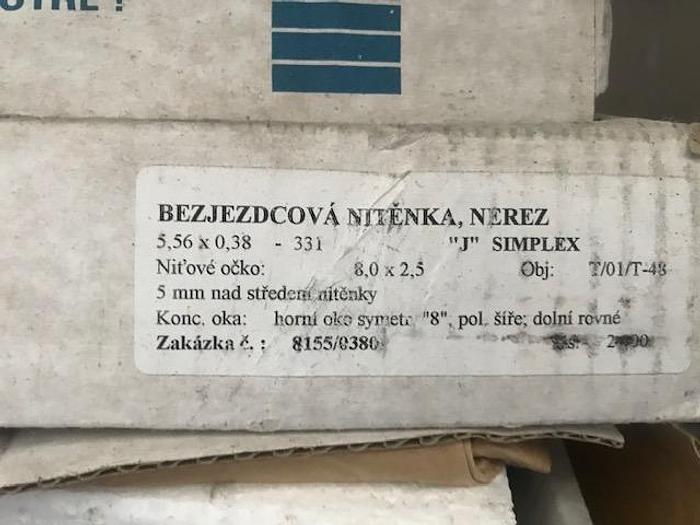 BEZJEZDCOVÁ NITĚNKA, NEREZ
5,56 x 0,38 - 331 "J" SIMPLEX
Niťové očko: 8,0 x 2,5 Obj: T/01/T-48
5 mm nad středem nitěnky
Konc. oka: horní oko symetr. "8", pol. šíře; dolní rovné
Zakázka č. : 8155/0380